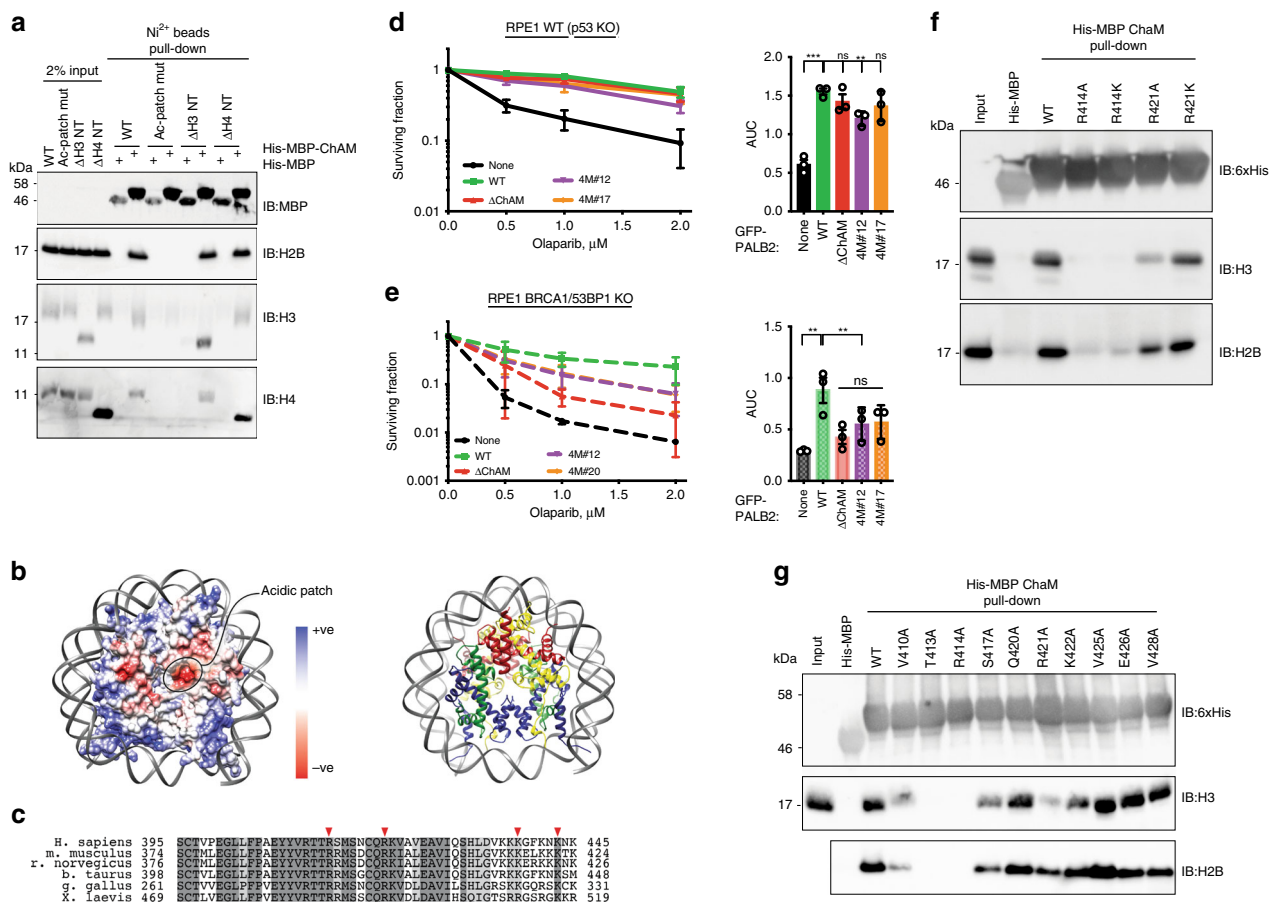 a
Ni2+ beads
pull-down
2% input
WT
Ac-patch mut
ΔH3 NT
ΔH4 NT
WT
Ac-patch mut
ΔH3 NT
ΔH4 NT
+ + + + His-MBP-ChAM
+ + + + His-MBP
kDa
58
46
IB:MBP
17
IB:H2B
17
11
IB:H3
11
IB:H4
b
Acidic patch
+ve
–ve
c
H. sapiens 395 SCTVPEGLLFPAEYYVRTTRSMSNCQRKVAVEAVIQSHLDVKKKGFKNKNK 445
m. musculus 374 424
r. norvegicus 376 426
b. taurus 398 448
g. gallus 261 331
X. laevis 469 519
d
RPE1 WT (p53 KO)
Surviving fraction
1
0.1
0.01
None
WT
ΔChAM
4M#12
4M#17
0.0 0.5 1.0 1.5 2.0
Olaparib, μM
*** ns ** ns
AUC
2.0
1.5
1.0
0.5
0.0
GFP-
PALB2:
None
WT
ΔChAM
4M#12
4M#17
e
RPE1 BRCA1/53BP1 KO
Surviving fraction
1
0.1
0.01
0.001
None
WT
ΔChAM
4M#12
4M#20
0.0 0.5 1.0 1.5 2.0
Olaparib, μM
** **
ns
AUC
1.5
1.0
0.5
0.0
GFP-
PALB2:
None
WT
ΔChAM
4M#12
4M#17
f
His-MBP ChaM
pull-down
Input
His-MBP
WT
R414A
R414K
R421A
R421K
kDa
46
IB:6xHis
17
IB:H3
17
IB:H2B
g
His-MBP ChaM
pull-down
Input
His-MBP
WT
V410A
T413A
R414A
S417A
Q420A
R421A
K422A
V425A
E426A
V428A
kDa
58
46
IB:6xHis
17
IB:H3
IB:H2B